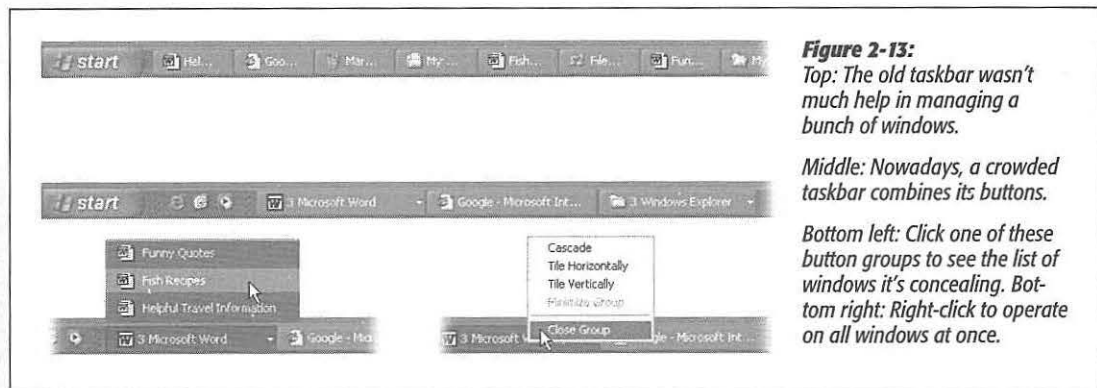 start Hel... Goo... Mar... My ... Fish... File... Fun... My
start 3 Microsoft Word Google - Microsoft Int... 3 Windows Explorer
Funny Quotes
Fish Recipes
Helpful Travel Information
3 Microsoft Word Google - Mic
Cascade
Tile Horizontally
Tile Vertically
Minimize Group
Close Group
3 Microsoft W gle - Microsoft Int...
Figure 2-13:
Top: The old taskbar wasn't
much help in managing a
bunch of windows.
Middle: Nowadays, a crowded
taskbar combines its buttons.
Bottom left: Click one of these
button groups to see the list of
windows it's concealing. Bot-
tom right: Right-click to operate
on all windows at once.